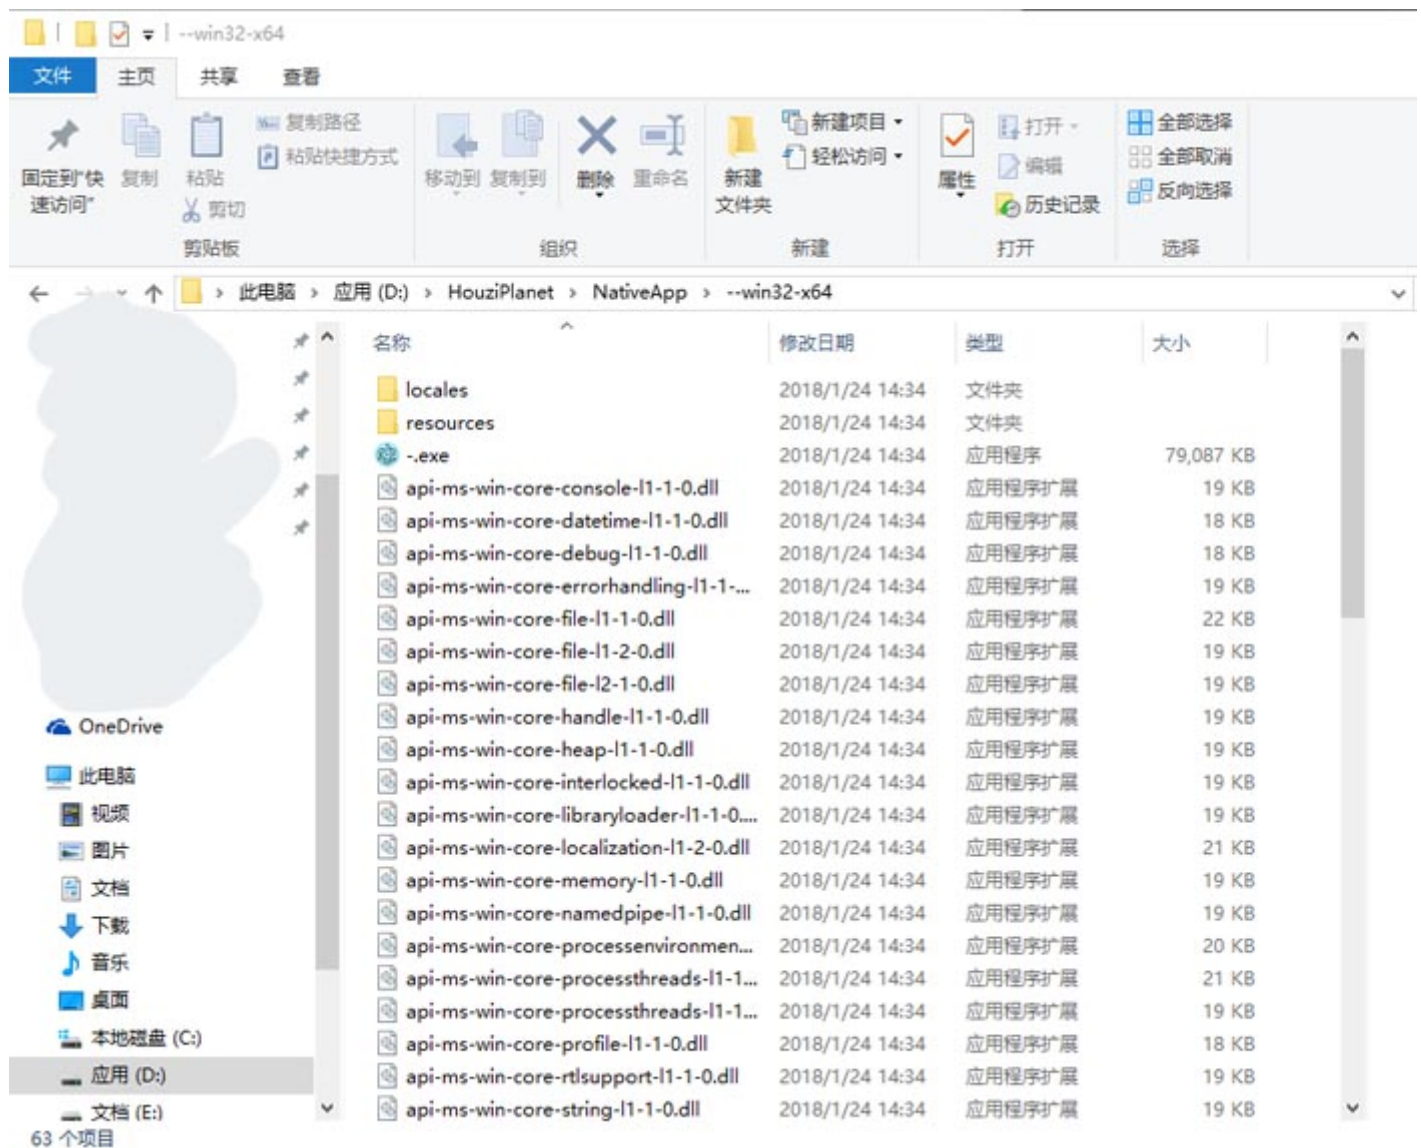 --win32-x64
文件 主页 共享 查看
固定到"快速访问" 复制 粘贴 复制路径 粘贴快捷方式 剪切
移动到 复制到 删除 重命名
新建文件夹 新建项目 轻松访问
属性 打开 编辑 历史记录
全部选择 全部取消 反向选择
剪贴板 组织 新建 打开 选择
此电脑 > 应用 (D:) > HouziPlanet > NativeApp > --win32-x64
名称 修改日期 类型 大小
locales 2018/1/24 14:34 文件夹
resources 2018/1/24 14:34 文件夹
-.exe 2018/1/24 14:34 应用程序 79,087 KB
api-ms-win-core-console-l1-1-0.dll 2018/1/24 14:34 应用程序扩展 19 KB
api-ms-win-core-datetime-l1-1-0.dll 2018/1/24 14:34 应用程序扩展 18 KB
api-ms-win-core-debug-l1-1-0.dll 2018/1/24 14:34 应用程序扩展 18 KB
api-ms-win-core-errorhandling-l1-1-... 2018/1/24 14:34 应用程序扩展 19 KB
api-ms-win-core-file-l1-1-0.dll 2018/1/24 14:34 应用程序扩展 22 KB
api-ms-win-core-file-l1-2-0.dll 2018/1/24 14:34 应用程序扩展 19 KB
api-ms-win-core-file-l2-1-0.dll 2018/1/24 14:34 应用程序扩展 19 KB
api-ms-win-core-handle-l1-1-0.dll 2018/1/24 14:34 应用程序扩展 19 KB
api-ms-win-core-heap-l1-1-0.dll 2018/1/24 14:34 应用程序扩展 19 KB
api-ms-win-core-interlocked-l1-1-0.dll 2018/1/24 14:34 应用程序扩展 19 KB
api-ms-win-core-libraryloader-l1-1-0.... 2018/1/24 14:34 应用程序扩展 19 KB
api-ms-win-core-localization-l1-2-0.dll 2018/1/24 14:34 应用程序扩展 21 KB
api-ms-win-core-memory-l1-1-0.dll 2018/1/24 14:34 应用程序扩展 19 KB
api-ms-win-core-namedpipe-l1-1-0.dll 2018/1/24 14:34 应用程序扩展 19 KB
api-ms-win-core-processenvironmen... 2018/1/24 14:34 应用程序扩展 20 KB
api-ms-win-core-processthreads-l1-1... 2018/1/24 14:34 应用程序扩展 21 KB
api-ms-win-core-processthreads-l1-1... 2018/1/24 14:34 应用程序扩展 19 KB
api-ms-win-core-profile-l1-1-0.dll 2018/1/24 14:34 应用程序扩展 18 KB
api-ms-win-core-rtlsupport-l1-1-0.dll 2018/1/24 14:34 应用程序扩展 19 KB
api-ms-win-core-string-l1-1-0.dll 2018/1/24 14:34 应用程序扩展 19 KB
OneDrive
此电脑
视频
图片
文档
下载
音乐
桌面
本地磁盘 (C:)
应用 (D:)
文档 (E:)
63 个项目